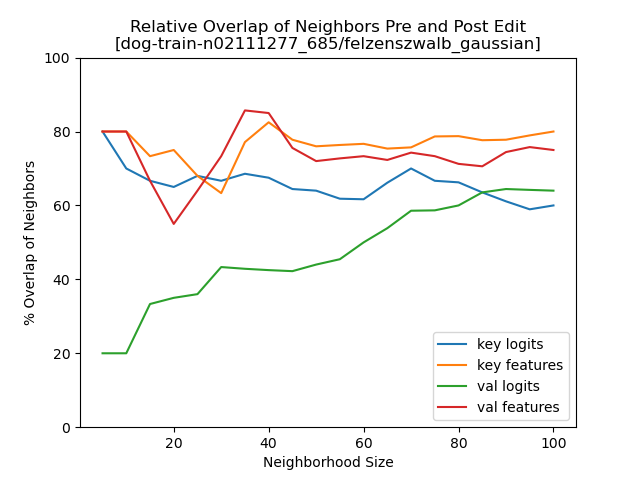 Relative Overlap of Neighbors Pre and Post Edit
[dog-train-n02111277_685/felzenszwalb_gaussian]
% Overlap of Neighbors
100
80
60
40
20
0
20 40 60 80 100
Neighborhood Size
key logits
key features
val logits
val features